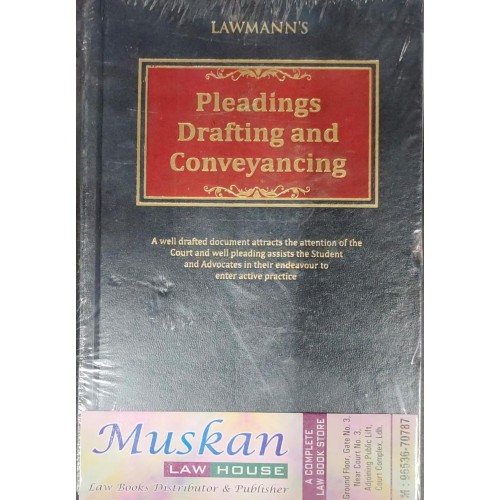 LAWMANN'S
Pleadings
Drafting and
Conveyancing
A well drafted document attracts the attention of the
Court and well pleading assists the Student
and Advocates in their endeavour to
enter active practice
Muskan
LAW HOUSE
Law Books Distributor & Publisher
A COMPLETE
LAW BOOK STORE
Ground Floor, Gate No. 3,
Near Court No. 3,
Adjoining Public Lift,
Court Complex, Ldh.
96536-70787